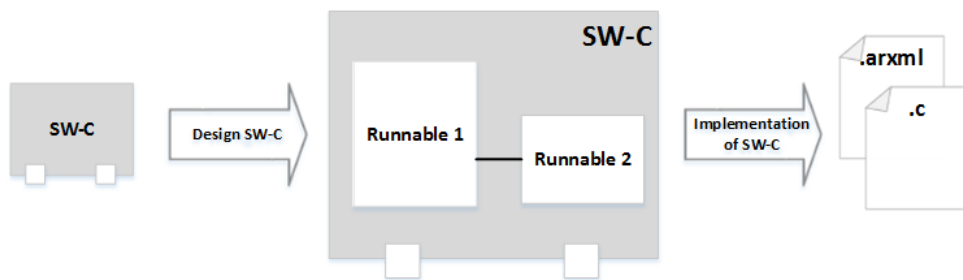 SW-C
Design SW-C
SW-C
Runnable 1
Runnable 2
Implementation
of SW-C
.arxml
.c